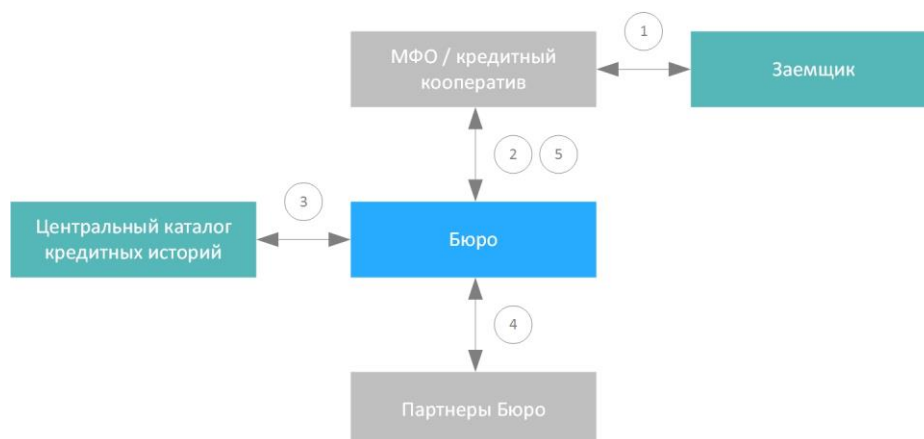 1
МФО / кредитный
кооператив
Заемщик
2 5
3
Центральный каталог
кредитных историй
Бюро
4
Партнеры Бюро